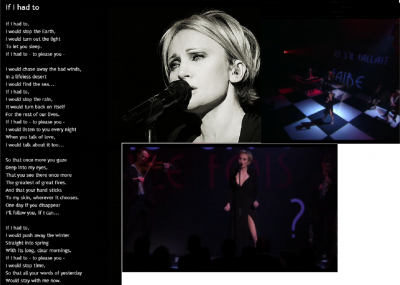 If I had to
If I had to,
I would stop the Earth,
I would turn out the light
To let you sleep.
If I had to - to please you -
I would chase away the bad winds,
In a lifeless desert
I would find the sea...
If I had to,
I would stop the rain,
It would turn back on itself
For the rest of our lives.
If I had to - to please you -
I would listen to you every night
When you talk of love,
I would talk about it too...
So that once more you gaze
Deep into my eyes,
That you see there once more
The greatest of great fires.
And that your hand sticks
To my skin, wherever it chooses.
One day if you disappear
I'll follow you, if I can...
If I had to,
I would push away the winter
Straight into spring
With its long, clear mornings,
If I had to - to please you -
I would stop time,
So that all your words of yesterday
Would stay with me now.
FALLAIT
?